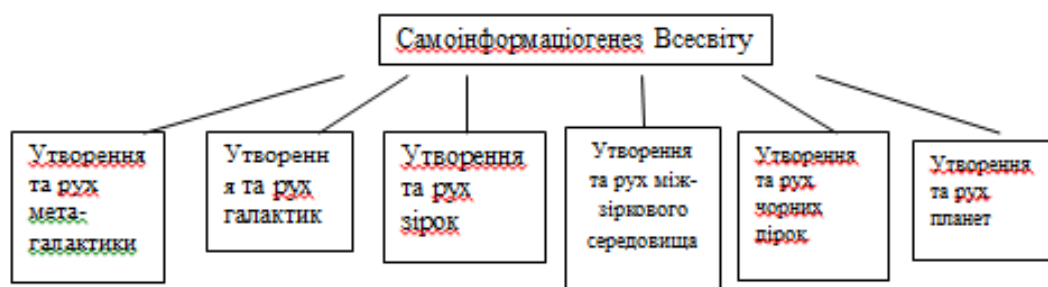 Самоінформаціогенез Всесвіту
Утворення
та рух
мета-
галактики
Утворенн
я та рух
галактик
Утворення
та рух
зірок
Утворення
та рух між-
зіркового
середовища
Утворення
та рух
чорних
дірок
Утворення
та рух
планет